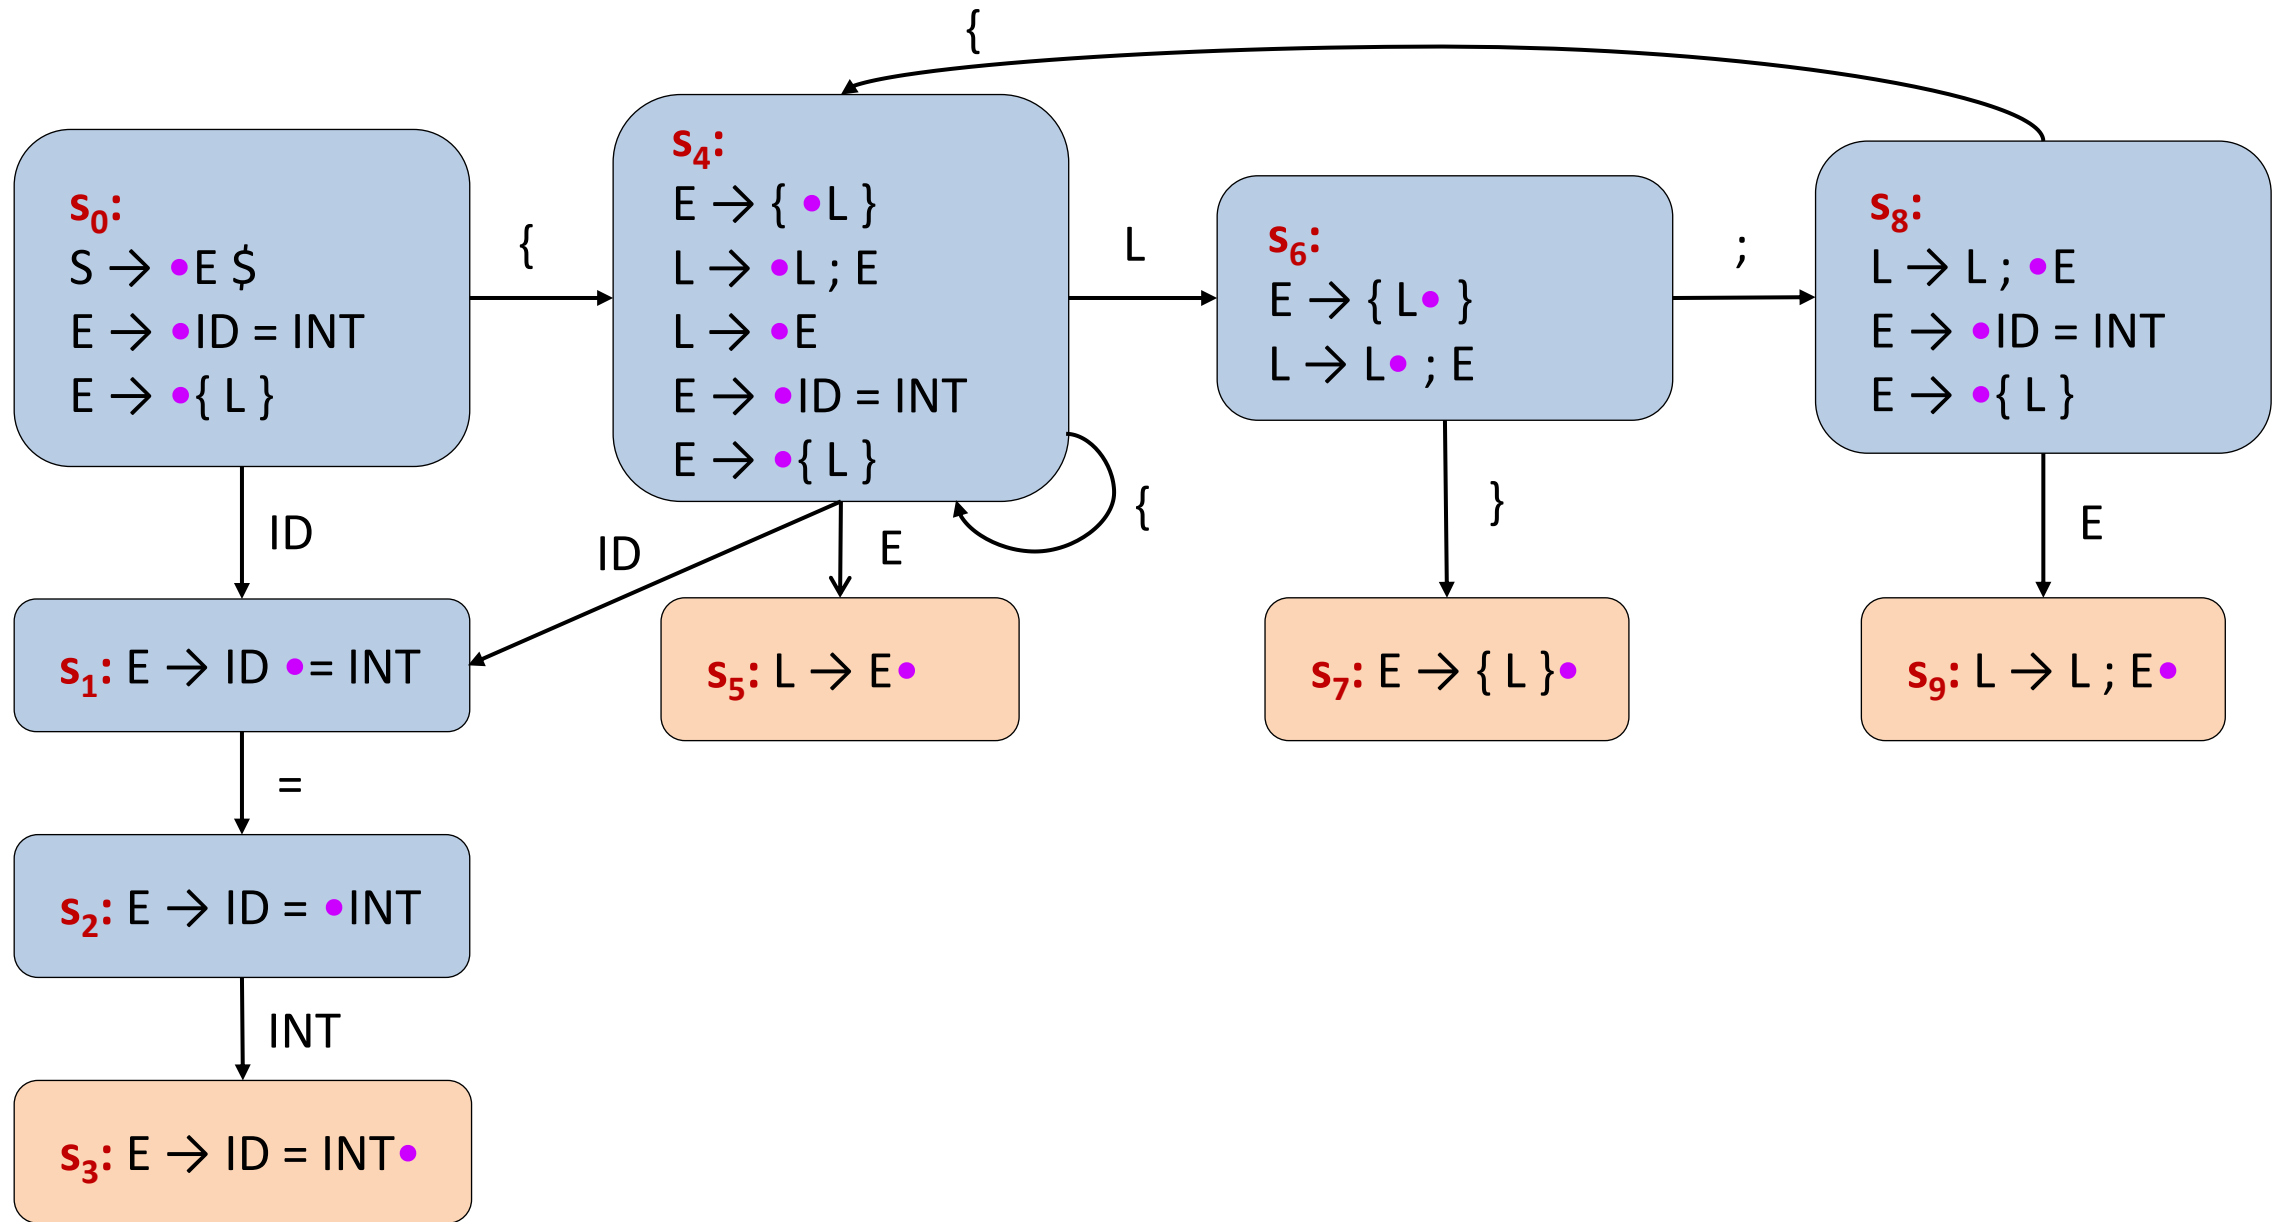 {
s0:
S → •E $
E → •ID = INT
E → •{ L }
{
s4:
E → { •L }
L → •L ; E
L → •E
E → •ID = INT
E → •{ L }
L
s6:
E → { L• }
L → L• ; E
;
s8:
L → L ; •E
E → •ID = INT
E → •{ L }
ID
ID
E
{
}
E
s1: E → ID •= INT
s5: L → E•
s7: E → { L }•
s9: L → L ; E•
=
s2: E → ID = •INT
INT
s3: E → ID = INT•